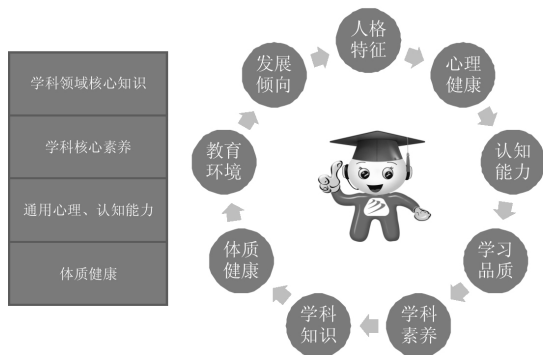 学科领域核心知识
学科核心素养
通用心理、认知能力
体质健康
人格
特征
心理
健康
认知
能力
学习
品质
学科
素养
学科
知识
体质
健康
教育
环境
发展
倾向